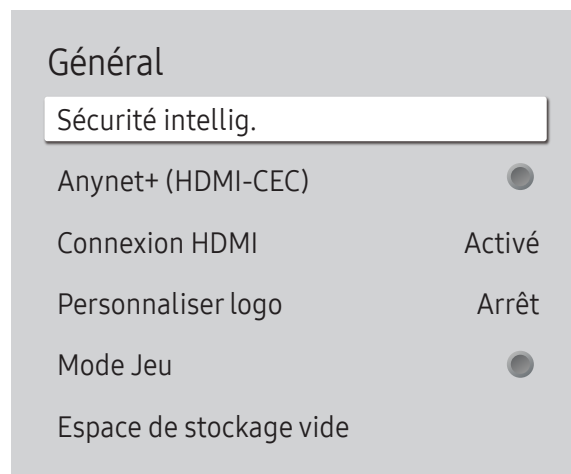 Général
Sécurité intellig.
Anynet+ (HDMI-CEC)
Connexion HDMI Activé
Personnaliser logo Arrêt
Mode Jeu
Espace de stockage vide